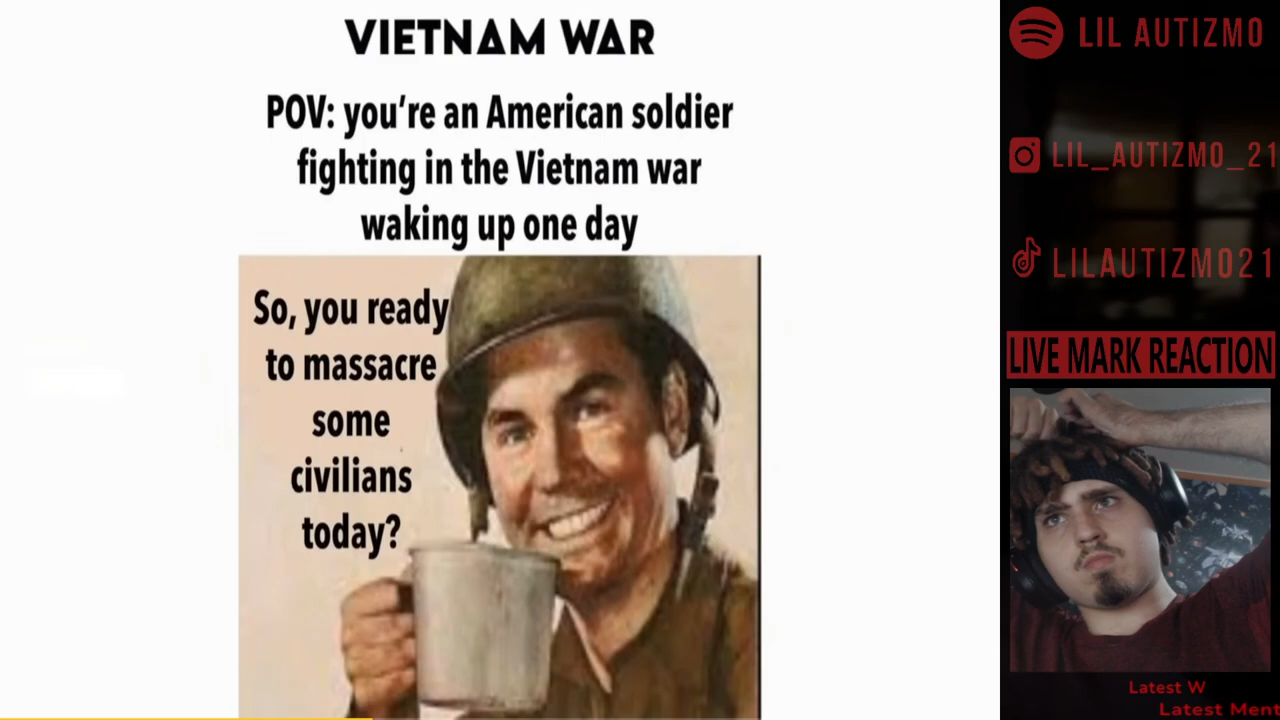 VIETNAM WAR
POV: you're an American soldier
fighting in the Vietnam war
waking up one day
So, you ready
to massacre
some
civilians
today?
LIL AUTIZMO
LIL_AUTIZMO_21
LILAUTIZMO21
LIVE MARK REACTION
Latest W
Latest Ment